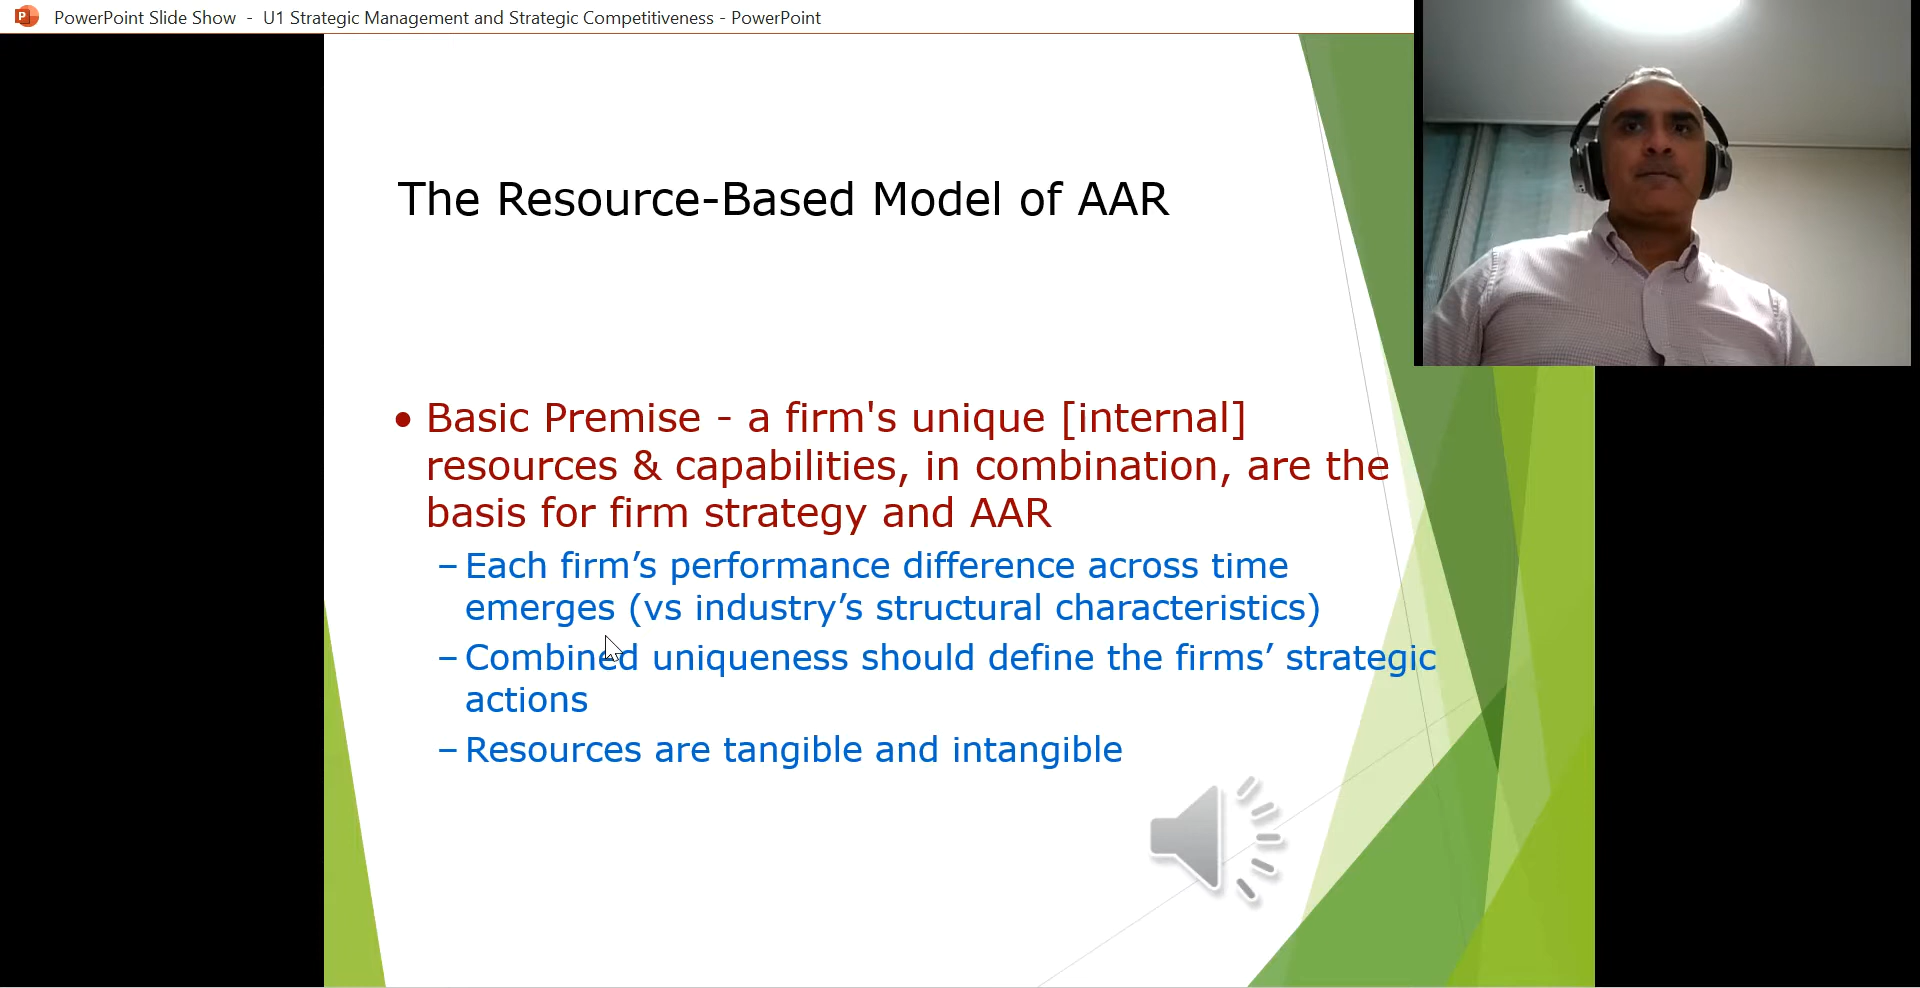 PowerPoint Slide Show - U1 Strategic Management and Strategic Competitiveness - PowerPoint
The Resource-Based Model of AAR
• Basic Premise - a firm's unique [internal]
resources & capabilities, in combination, are the
basis for firm strategy and AAR
– Each firm’s performance difference across time
emerges (vs industry’s structural characteristics)
– Combined uniqueness should define the firms’ strategic
actions
– Resources are tangible and intangible